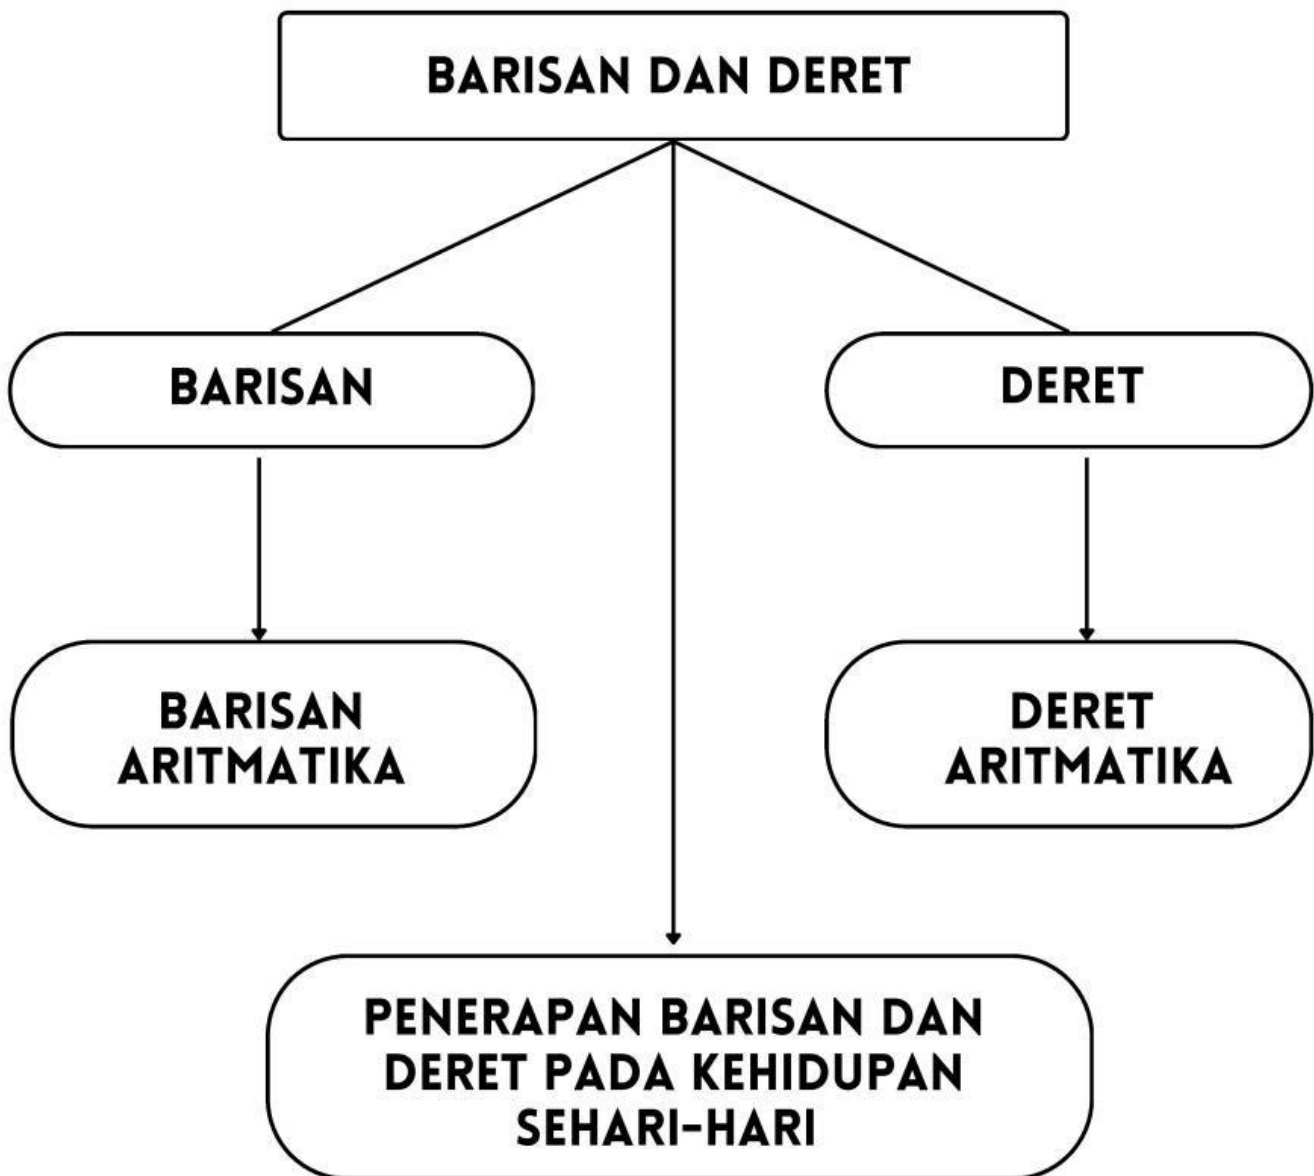 BARISAN DAN DERET
BARISAN
DERET
BARISAN
ARITMATIKA
DERET
ARITMATIKA
PENERAPAN BARISAN DAN
DERET PADA KEHIDUPAN
SEHARI-HARI